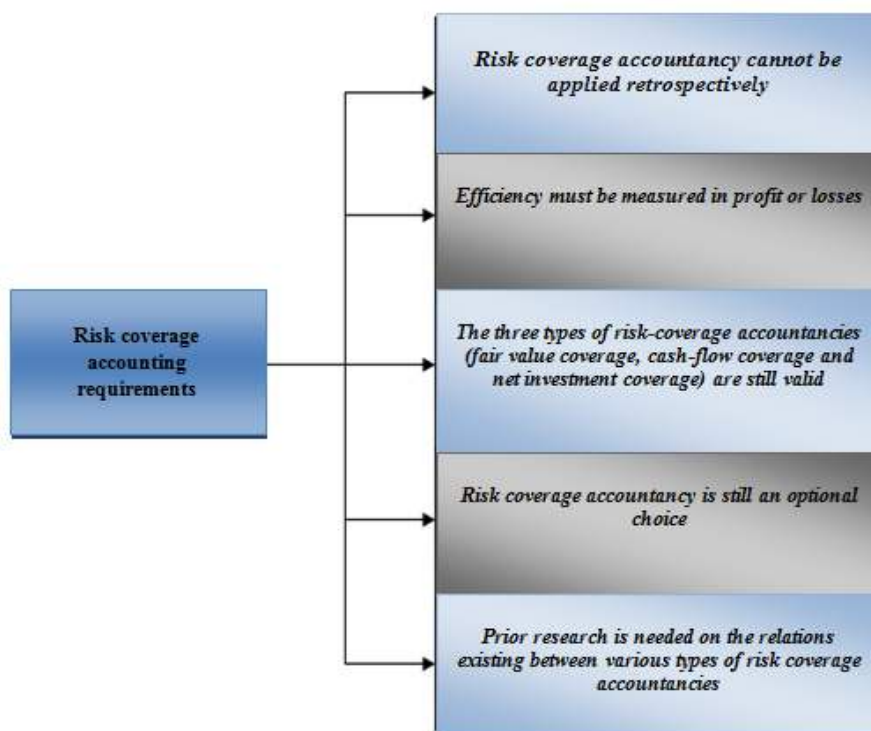 Risk coverage
accounting
requirements
Risk coverage accountancy cannot be
applied retrospectively
Efficiency must be measured in profit or losses
The three types of risk-coverage accountancies
(fair value coverage, cash-flow coverage and
net investment coverage) are still valid
Risk coverage accountancy is still an optional
choice
Prior research is needed on the relations
existing between various types of risk coverage
accountancies